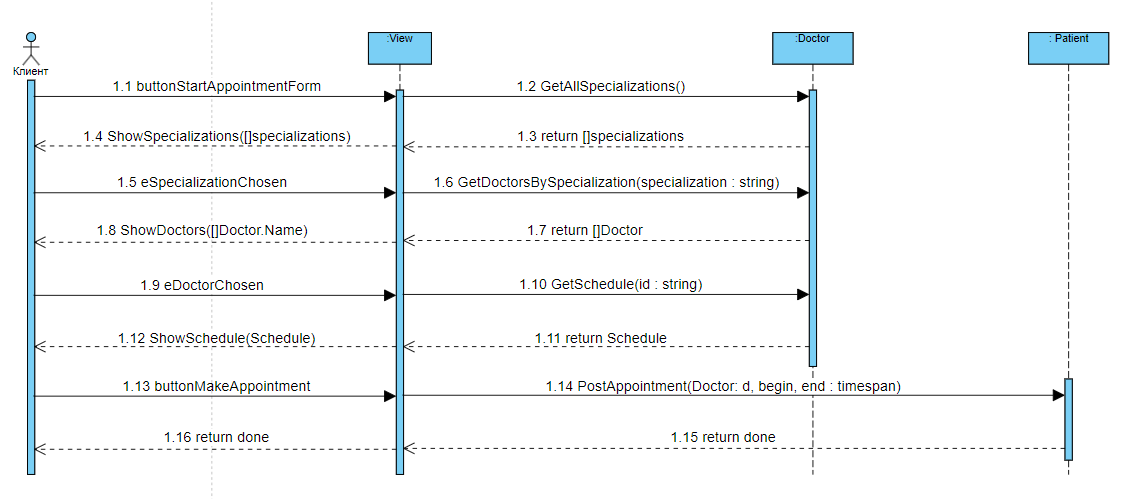 :View
:Doctor
: Patient
Клиент
1.1 buttonStartAppointmentForm
1.2 GetAllSpecializations()
1.4 ShowSpecializations([]specializations)
1.3 return []specializations
1.5 eSpecializationChosen
1.6 GetDoctorsBySpecialization(specialization : string)
1.8 ShowDoctors([]Doctor.Name)
1.7 return []Doctor
1.9 eDoctorChosen
1.10 GetSchedule(id : string)
1.12 ShowSchedule(Schedule)
1.11 return Schedule
1.13 buttonMakeAppointment
1.14 PostAppointment(Doctor: d, begin, end : timespan)
1.16 return done
1.15 return done